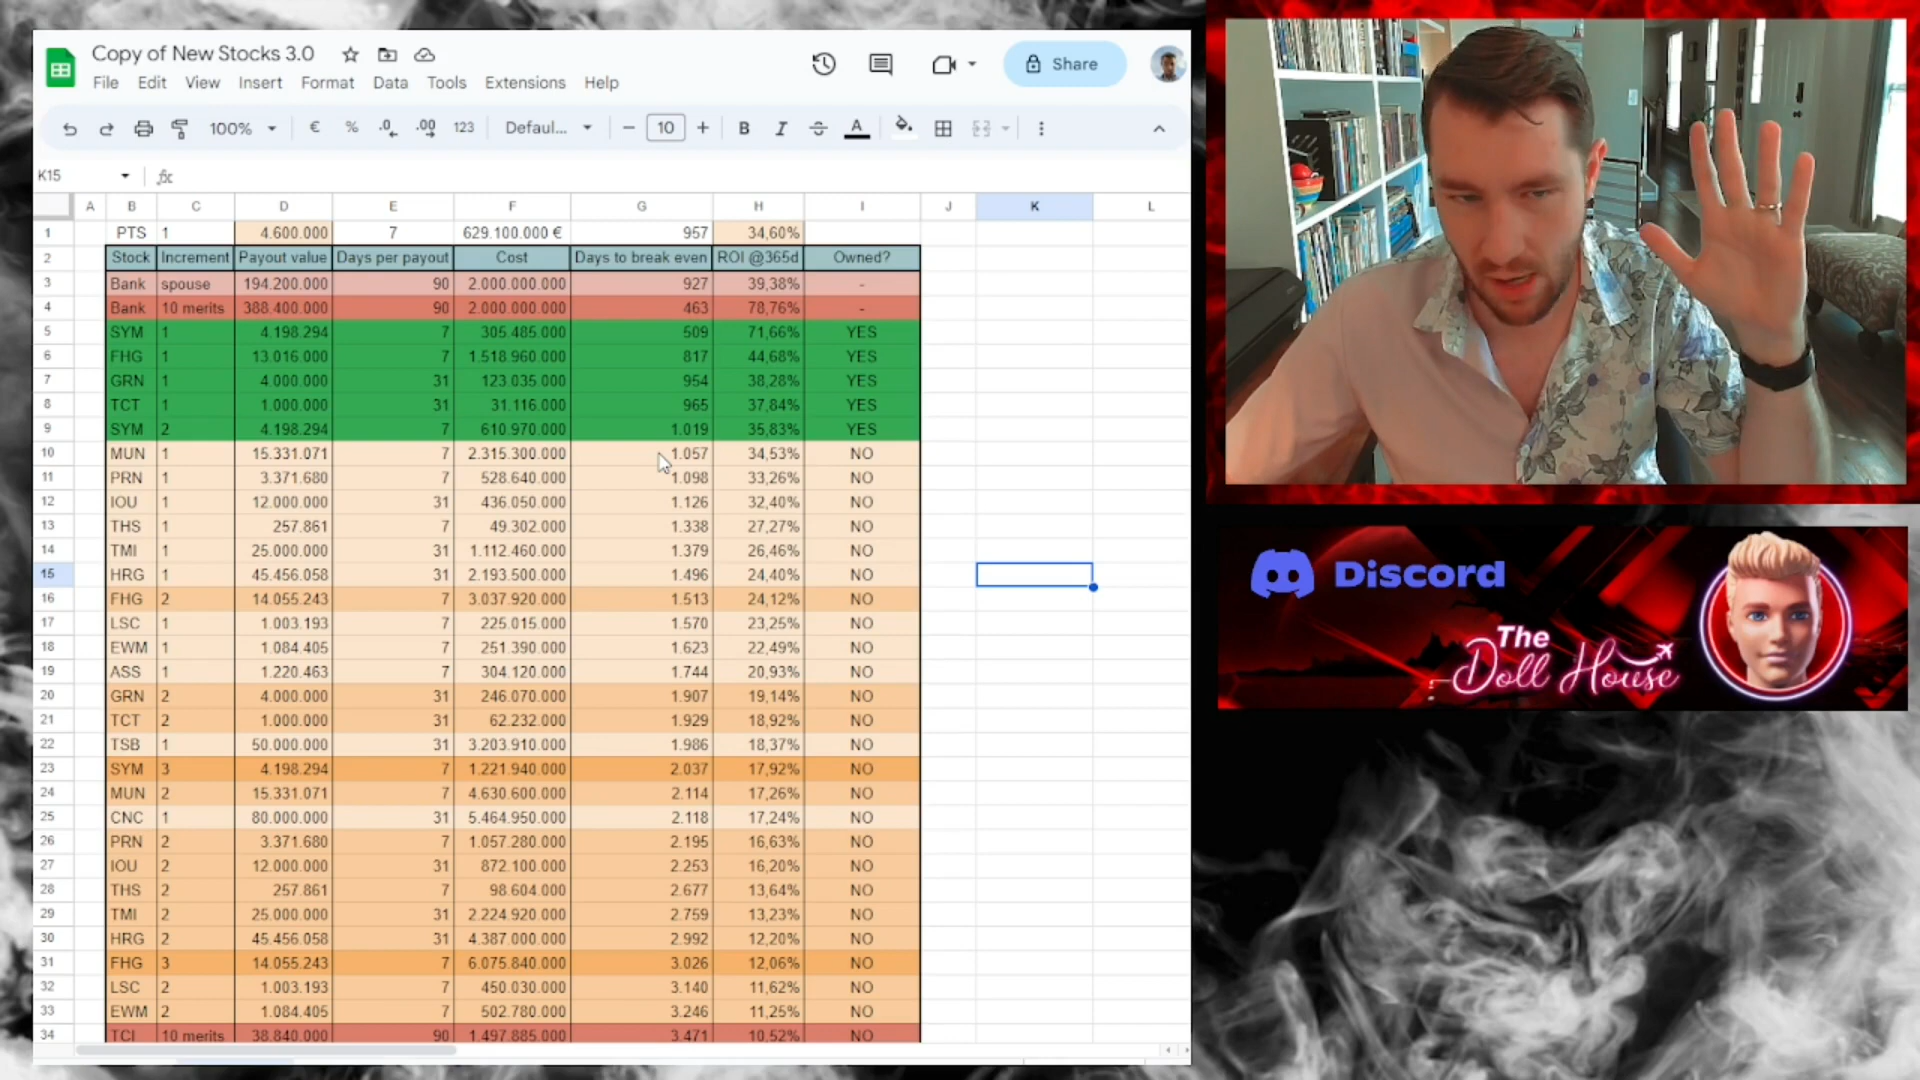 Copy of New Stocks 3.0
File Edit View Insert Format Data Tools Extensions Help
Share
100% € % .0 .00 123 Defaul... − 10 + B I A
K15 fx
A B C D E F G H I J K L
1 PTS 1 4.600.000 7 629.100.000 € 957 34,60%
2 Stock Increment Payout value Days per payout Cost Days to break even ROI @365d Owned?
3 Bank spouse 194.200.000 90 2.000.000.000 927 39,38% -
4 Bank 10 merits 388.400.000 90 2.000.000.000 463 78,76% -
5 SYM 1 4.198.294 7 305.485.000 509 71,66% YES
6 FHG 1 13.016.000 7 1.518.960.000 817 44,68% YES
7 GRN 1 4.000.000 31 123.035.000 954 38,28% YES
8 TCT 1 1.000.000 31 31.116.000 965 37,84% YES
9 SYM 2 4.198.294 7 610.970.000 1.019 35,83% YES
10 MUN 1 15.331.071 7 2.315.300.000 1.057 34,53% NO
11 PRN 1 3.371.680 7 528.640.000 1.098 33,26% NO
12 IOU 1 12.000.000 31 436.050.000 1.126 32,40% NO
13 THS 1 257.861 7 49.302.000 1.338 27,27% NO
14 TMI 1 25.000.000 31 1.112.460.000 1.379 26,46% NO
15 HRG 1 45.456.058 31 2.193.500.000 1.496 24,40% NO
16 FHG 2 14.055.243 7 3.037.920.000 1.513 24,12% NO
17 LSC 1 1.003.193 7 225.015.000 1.570 23,25% NO
18 EWM 1 1.084.405 7 251.390.000 1.623 22,49% NO
19 ASS 1 1.220.463 7 304.120.000 1.744 20,93% NO
20 GRN 2 4.000.000 31 246.070.000 1.907 19,14% NO
21 TCT 2 1.000.000 31 62.232.000 1.929 18,92% NO
22 TSB 1 50.000.000 31 3.203.910.000 1.986 18,37% NO
23 SYM 3 4.198.294 7 1.221.940.000 2.037 17,92% NO
24 MUN 2 15.331.071 7 4.630.600.000 2.114 17,26% NO
25 CNC 1 80.000.000 31 5.464.950.000 2.118 17,24% NO
26 PRN 2 3.371.680 7 1.057.280.000 2.195 16,63% NO
27 IOU 2 12.000.000 31 872.100.000 2.253 16,20% NO
28 THS 2 257.861 7 98.604.000 2.677 13,64% NO
29 TMI 2 25.000.000 31 2.224.920.000 2.759 13,23% NO
30 HRG 2 45.456.058 31 4.387.000.000 2.992 12,20% NO
31 FHG 3 14.055.243 7 6.075.840.000 3.026 12,06% NO
32 LSC 2 1.003.193 7 450.030.000 3.140 11,62% NO
33 EWM 2 1.084.405 7 502.780.000 3.246 11,25% NO
34 TCI 10 merits 38.840.000 90 1.497.885.000 3.471 10,52% NO
Discord
The
Doll House